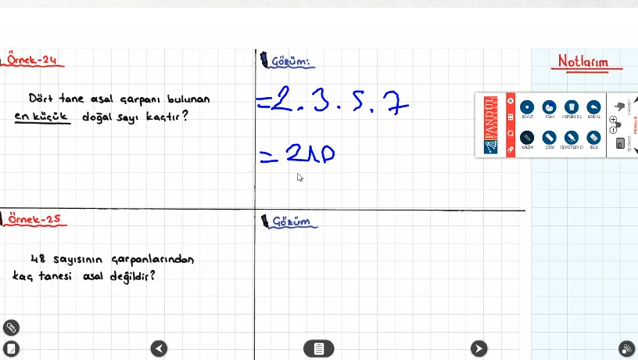 Örnek-24
Dört tane asal çarpanı bulunan
en küçük doğal sayı kaçtır?
Çözüm:
=2.3.5.7
=210
Notlarım
PANDUL
Örnek-25
48 sayısının çarpanlarından
kaç tanesi asal değildir?
Çözüm